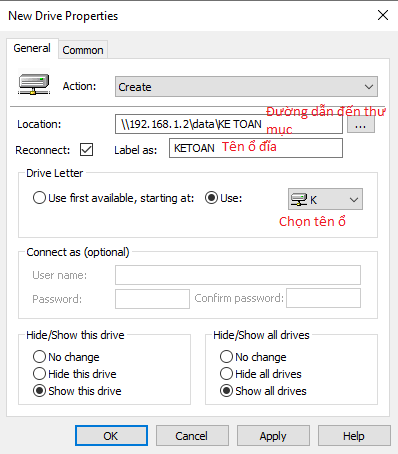 New Drive Properties
General
Common
Action:
Create
Location:
\\192.168.1.2\data\KE TOAN
Đường dẫn đến thư
mục
...
Reconnect:
Label as:
KETOAN
Tên ổ đĩa
Drive Letter
Use first available, starting at:
Use:
K
Chọn tên ổ
Connect as (optional)
User name:
Password:
Confirm password:
Hide/Show this drive
No change
Hide this drive
Show this drive
Hide/Show all drives
No change
Hide all drives
Show all drives
OK
Cancel
Apply
Help